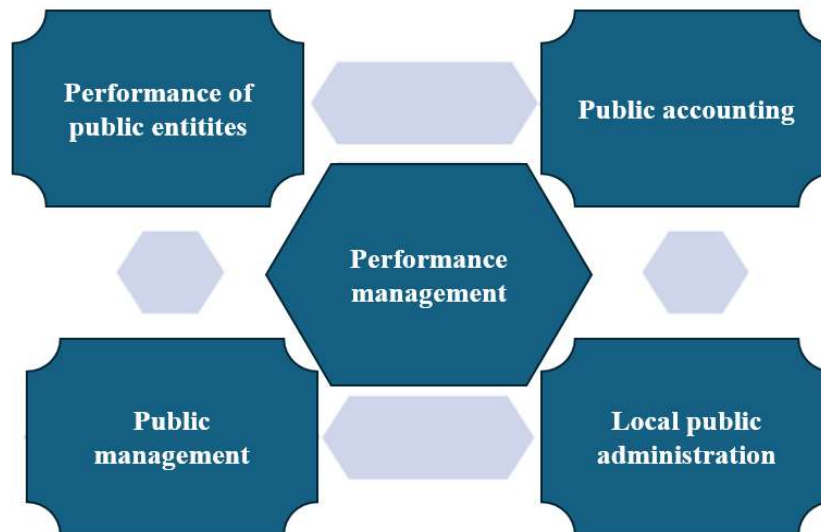 Performance of
public entitites
Public accounting
Performance
management
Public
management
Local public
administration